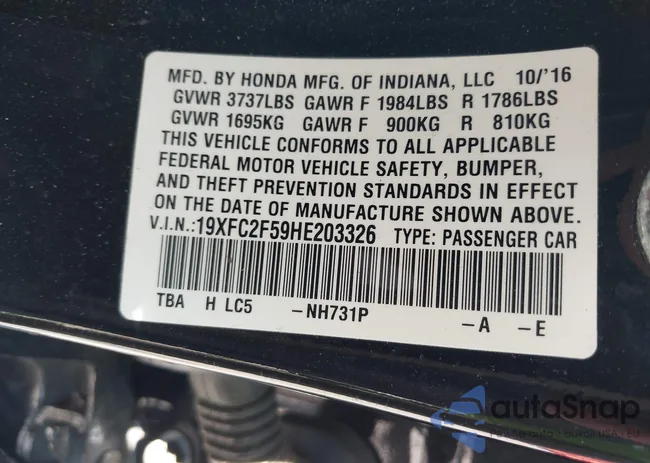 MFD. BY HONDA MFG. OF INDIANA, LLC 10/'16
GVWR 3737LBS GAWR F 1984LBS R 1786LBS
GVWR 1695KG GAWR F 900KG R 810KG
THIS VEHICLE CONFORMS TO ALL APPLICABLE
FEDERAL MOTOR VEHICLE SAFETY, BUMPER,
AND THEFT PREVENTION STANDARDS IN EFFECT
ON THE DATE OF MANUFACTURE SHOWN ABOVE.
V.I.N.:19XFC2F59HE203326 TYPE: PASSENGER CAR
TBA H LC5 -NH731P -A -E
autoSnap